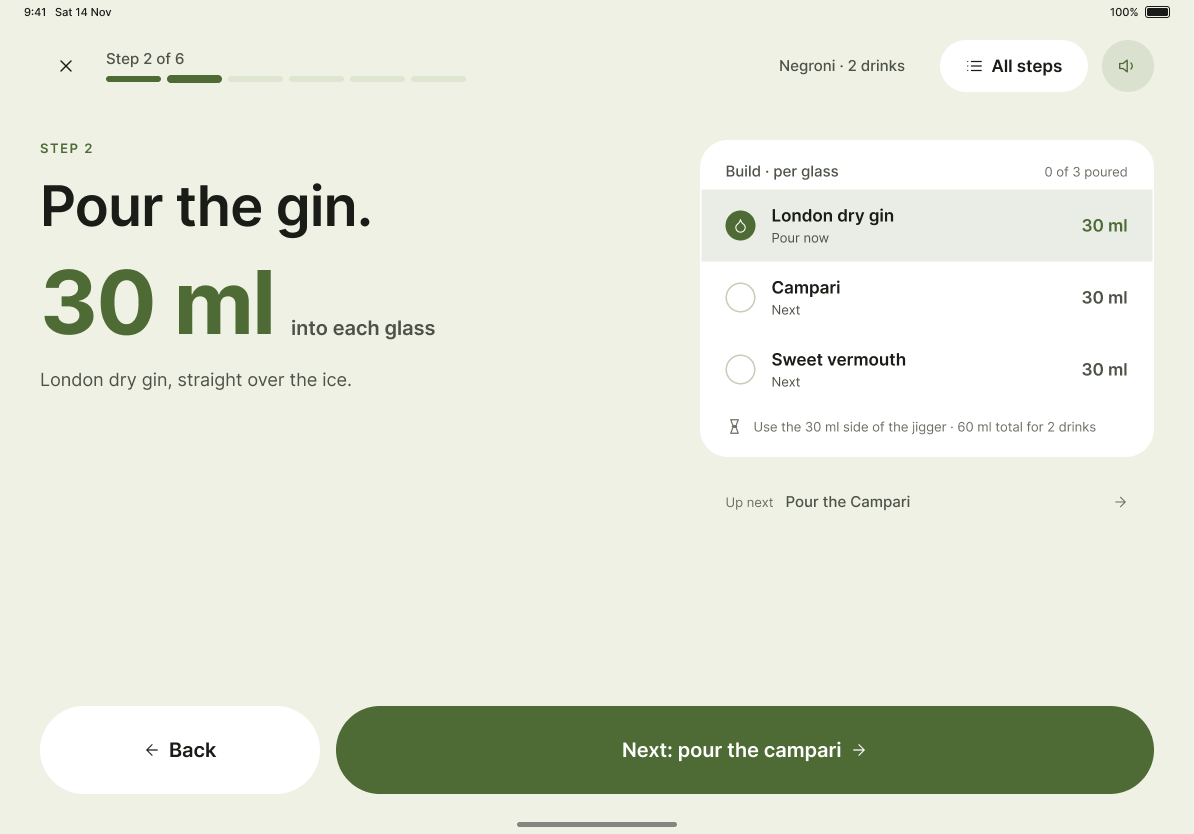 9:41 Sat 14 Nov
100%
Step 2 of 6
Negroni · 2 drinks
All steps
STEP 2
Pour the gin.
30 ml into each glass
London dry gin, straight over the ice.
Build · per glass
0 of 3 poured
London dry gin
Pour now
30 ml
Campari
Next
30 ml
Sweet vermouth
Next
30 ml
Use the 30 ml side of the jigger · 60 ml total for 2 drinks
Up next Pour the Campari
Back
Next: pour the campari